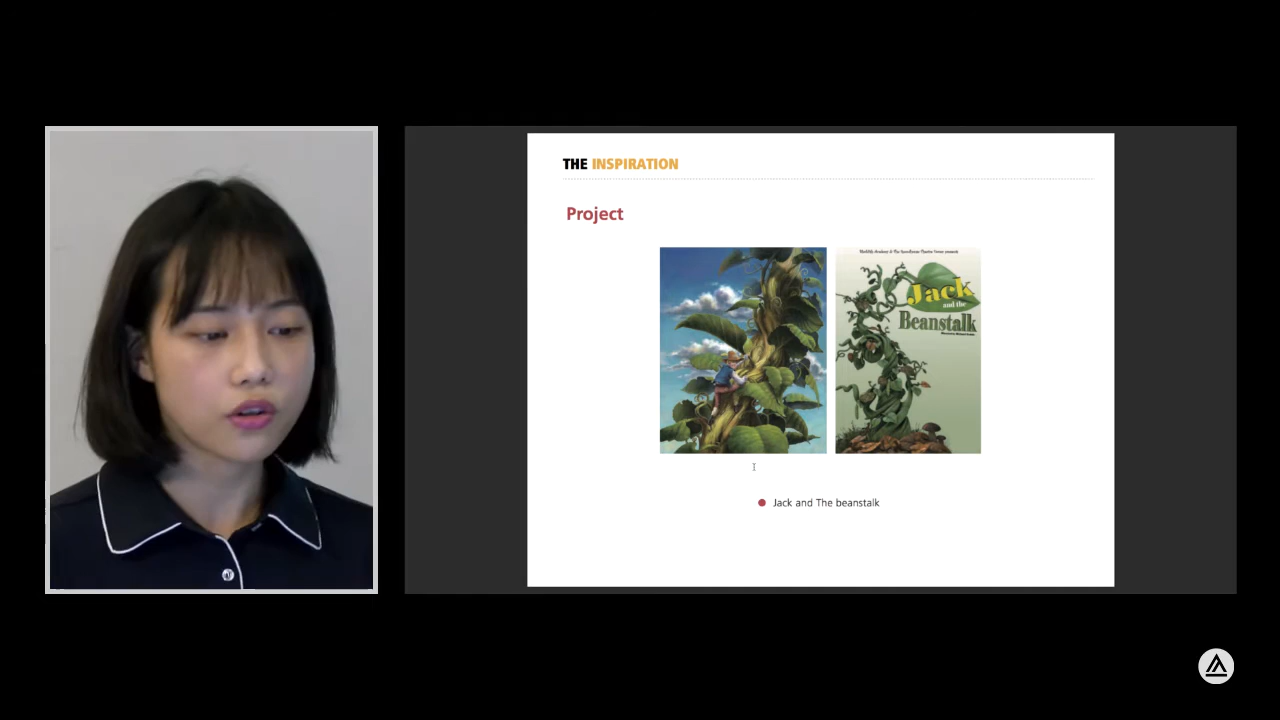 THE INSPIRATION
Project
Jack
and the
Beanstalk
Jack and The beanstalk